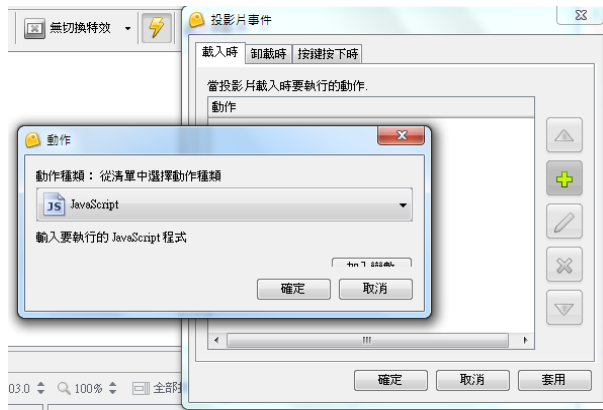 無切換特效
投影片事件
載入時 卸載時 按鍵按下時
當投影片載入時要執行的動作.
動作
動作
動作種類： 從清單中選擇動作種類
JS JavaScript
輸入要執行的 JavaScript 程式
確定 取消
03.0 100% 全部
確定 取消 套用